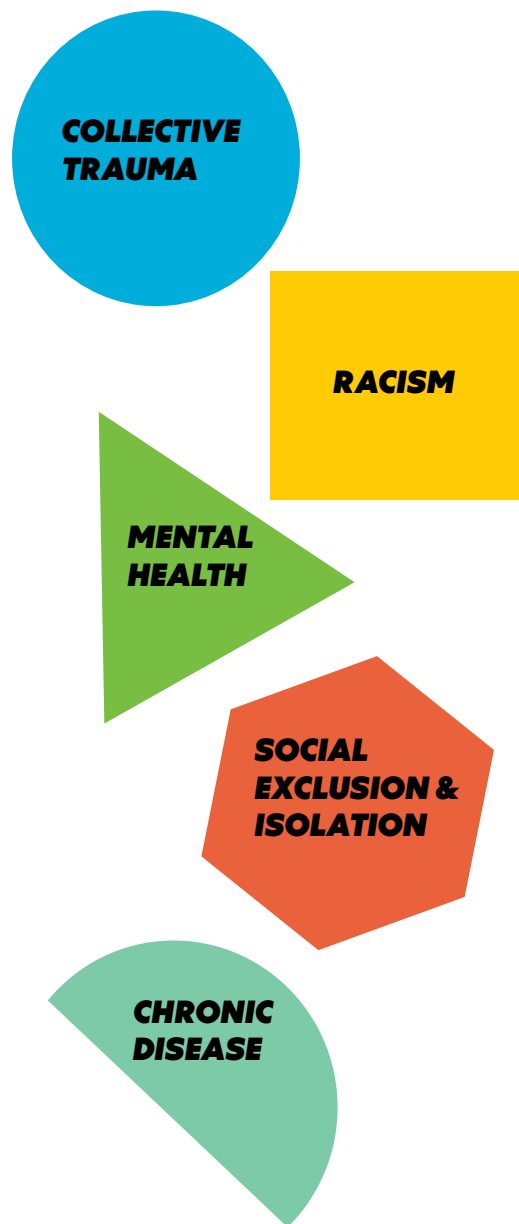 COLLECTIVE
TRAUMA
RACISM
MENTAL
HEALTH
SOCIAL
EXCLUSION &
ISOLATION
CHRONIC
DISEASE